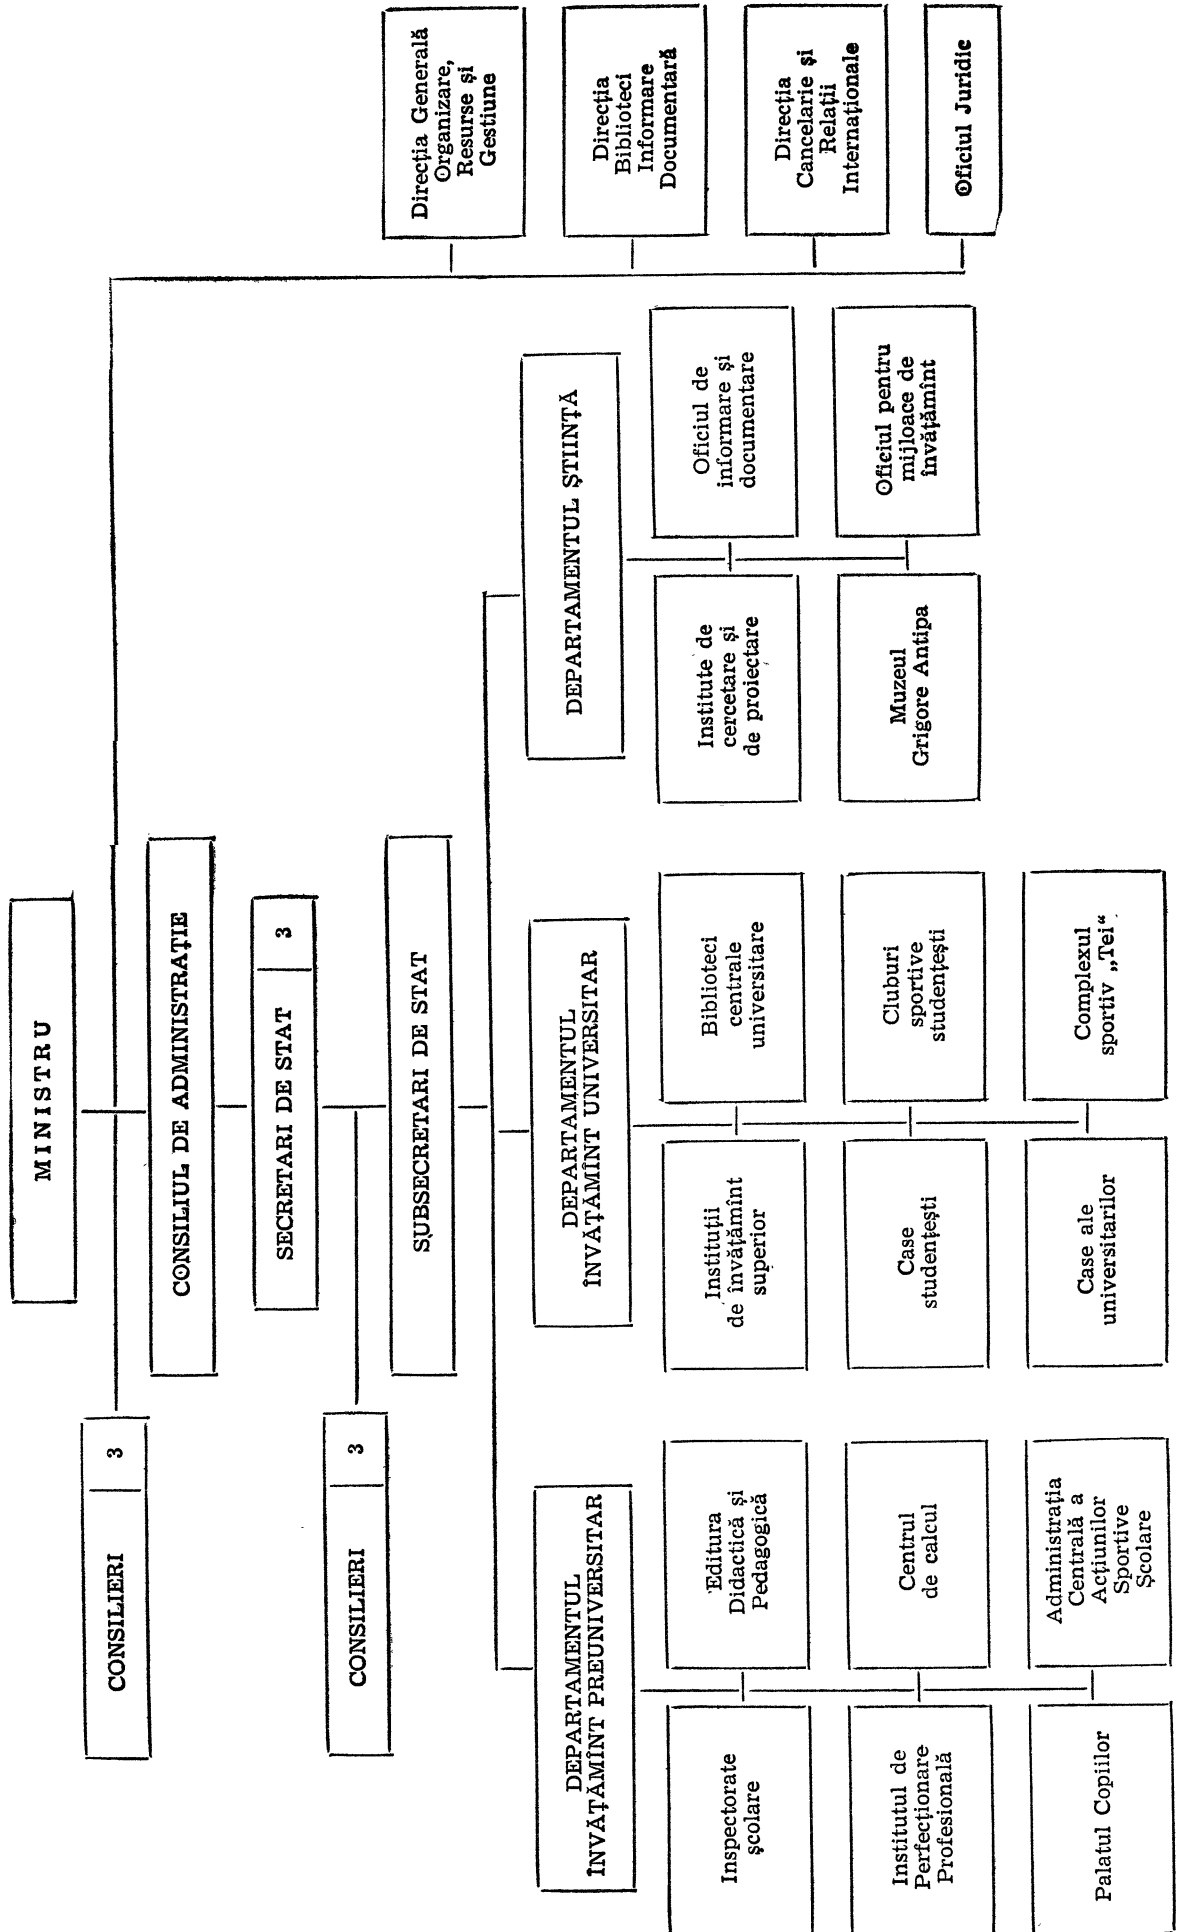 MINISTRU
CONSILIERI 3
CONSILIUL DE ADMINISTRAȚIE
SECRETARI DE STAT 3
CONSILIERI 3
SUBSECRETARI DE STAT
DEPARTAMENTUL
ÎNVĂȚĂMÎNT PREUNIVERSITAR
Inspectorate
școlare
Editura
Didactică și
Pedagogică
Institutul de
Perfecționare
Profesională
Centrul
de calcul
Palatul Copiilor
Administrația
Centrală a
Acțiunilor
Sportive
Școlare
DEPARTAMENTUL
ÎNVĂȚĂMÎNT UNIVERSITAR
Instituții
de învățămînt
superior
Biblioteci
centrale
universitare
Case
studențești
Cluburi
sportive
studențești
Case ale
universitarilor
Complexul
sportiv „Tei“
DEPARTAMENTUL ȘTIINȚĂ
Institute de
cercetare și
de proiectare
Oficiul de
informare și
documentare
Muzeul
Grigore Antipa
Oficiul pentru
mijloace de
învățămînt
Direcția Generală
Organizare,
Resurse și
Gestiune
Direcția
Biblioteci
Informare
Documentară
Direcția
Cancelarie și
Relații
Internaționale
Oficiul Juridic